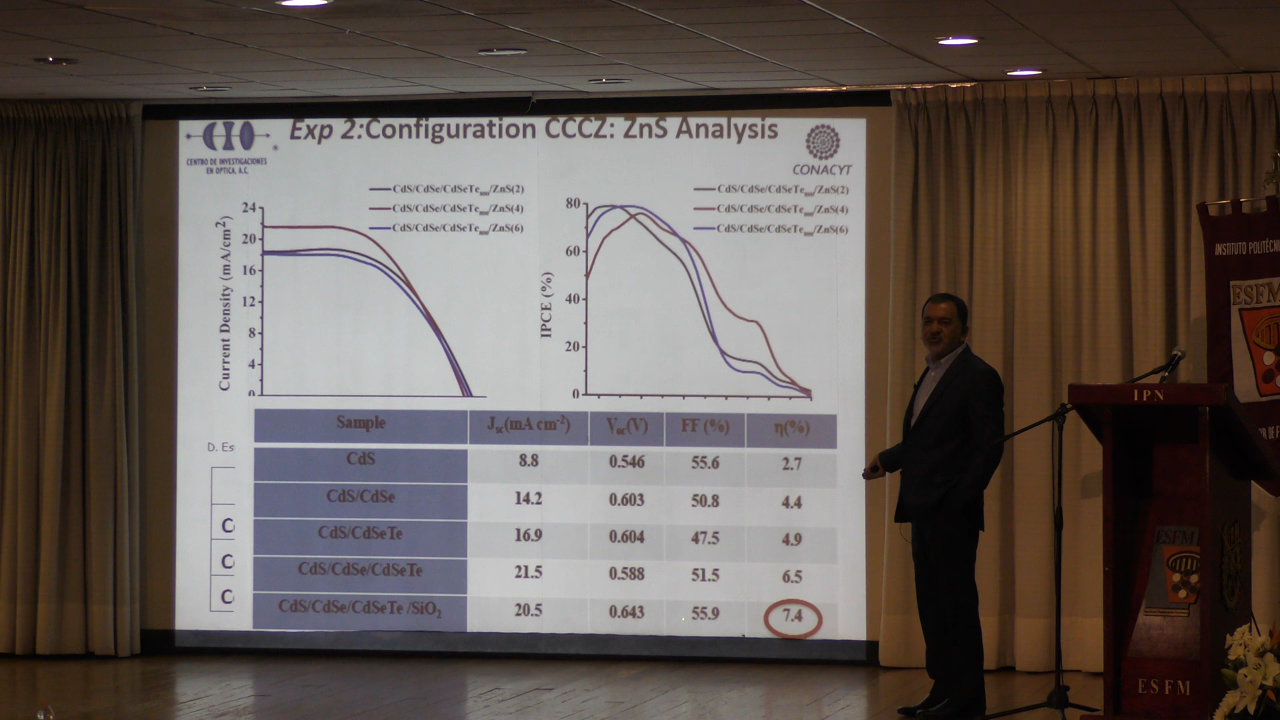 Exp 2:Configuration CCCZ: ZnS Analysis
CIO
CENTRO DE INVESTIGACIONES
EN OPTICA, A.C.
CONACYT
CdS/CdSe/CdSeTe /ZnS(2)
CdS/CdSe/CdSeTe /ZnS(4)
CdS/CdSe/CdSeTe /ZnS(6)
Current Density (mA/cm²)
24
20
16
12
8
4
0
CdS/CdSe/CdSeTe /ZnS(2)
CdS/CdSe/CdSeTe /ZnS(4)
CdS/CdSe/CdSeTe /ZnS(6)
IPCE (%)
80
60
40
20
0
Sample Jsc(mA cm-2) Voc(V) FF (%) η(%)
CdS 8.8 0.546 55.6 2.7
CdS/CdSe 14.2 0.603 50.8 4.4
CdS/CdSeTe 16.9 0.604 47.5 4.9
CdS/CdSe/CdSeTe 21.5 0.588 51.5 6.5
CdS/CdSe/CdSeTe /SiO2 20.5 0.643 55.9 7.4
D. Es
C
C
C
INSTITUTO POLITÉC
ESFM
IPN
ESFM
ESFM